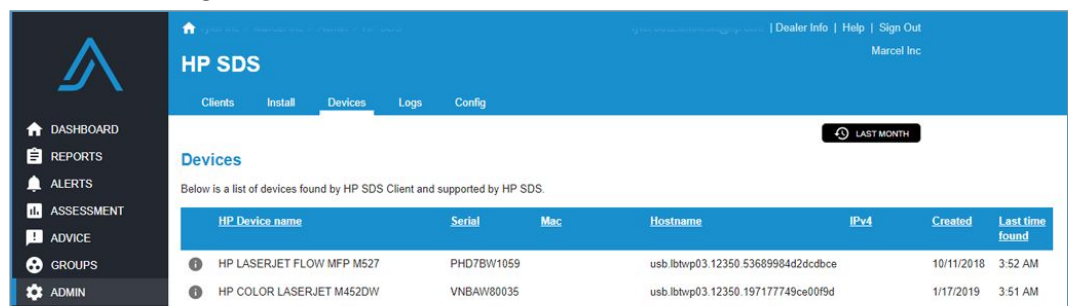 | Dealer Info | Help | Sign Out
Marcel Inc
HP SDS
Clients Install Devices Logs Config
DASHBOARD
REPORTS
ALERTS
ASSESSMENT
ADVICE
GROUPS
ADMIN
LAST MONTH
Devices
Below is a list of devices found by HP SDS Client and supported by HP SDS.
HP Device name Serial Mac Hostname IPv4 Created Last time found
HP LASERJET FLOW MFP M527 PHD7BW1059 usb.lbtwp03.12350.53689984d2dcdbce 10/11/2018 3:52 AM
HP COLOR LASERJET M452DW VNBAW80035 usb.lbtwp03.12350.197177749ce00f9d 1/17/2019 3:51 AM